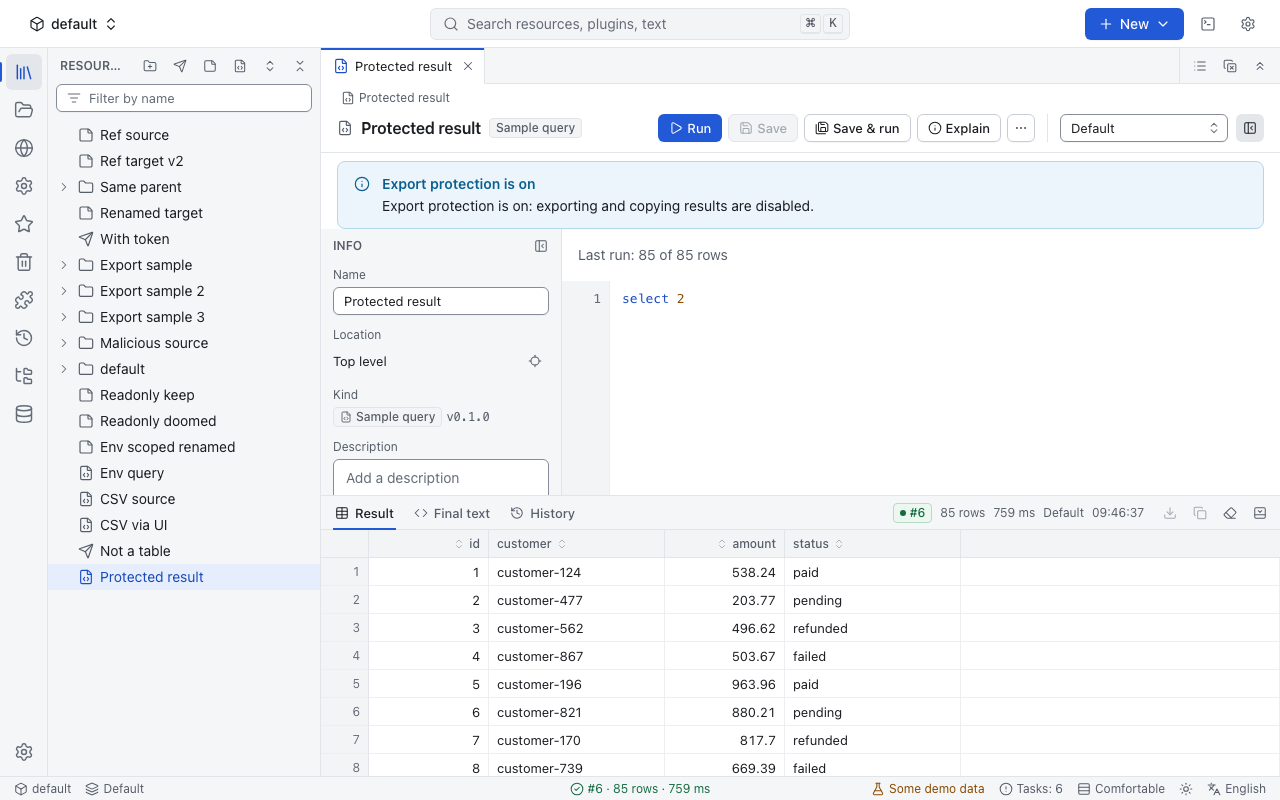 default
Search resources, plugins, text
⌘ K
New
RESOUR...
Filter by name
Ref source
Ref target v2
Same parent
Renamed target
With token
Export sample
Export sample 2
Export sample 3
Malicious source
default
Readonly keep
Readonly doomed
Env scoped renamed
Env query
CSV source
CSV via UI
Not a table
Protected result
Protected result
Protected result
Protected result Sample query
Run Save Save & run Explain ... Default
Export protection is on
Export protection is on: exporting and copying results are disabled.
INFO
Name
Protected result
Location
Top level
Kind
Sample query v0.1.0
Description
Add a description
Last run: 85 of 85 rows
1 select 2
Result Final text History #6 85 rows 759 ms Default 09:46:37
id customer amount status
1 1 customer-124 538.24 paid
2 2 customer-477 203.77 pending
3 3 customer-562 496.62 refunded
4 4 customer-867 503.67 failed
5 5 customer-196 963.96 paid
6 6 customer-821 880.21 pending
7 7 customer-170 817.7 refunded
8 8 customer-739 669.39 failed
default Default #6 · 85 rows · 759 ms Some demo data Tasks: 6 Comfortable English